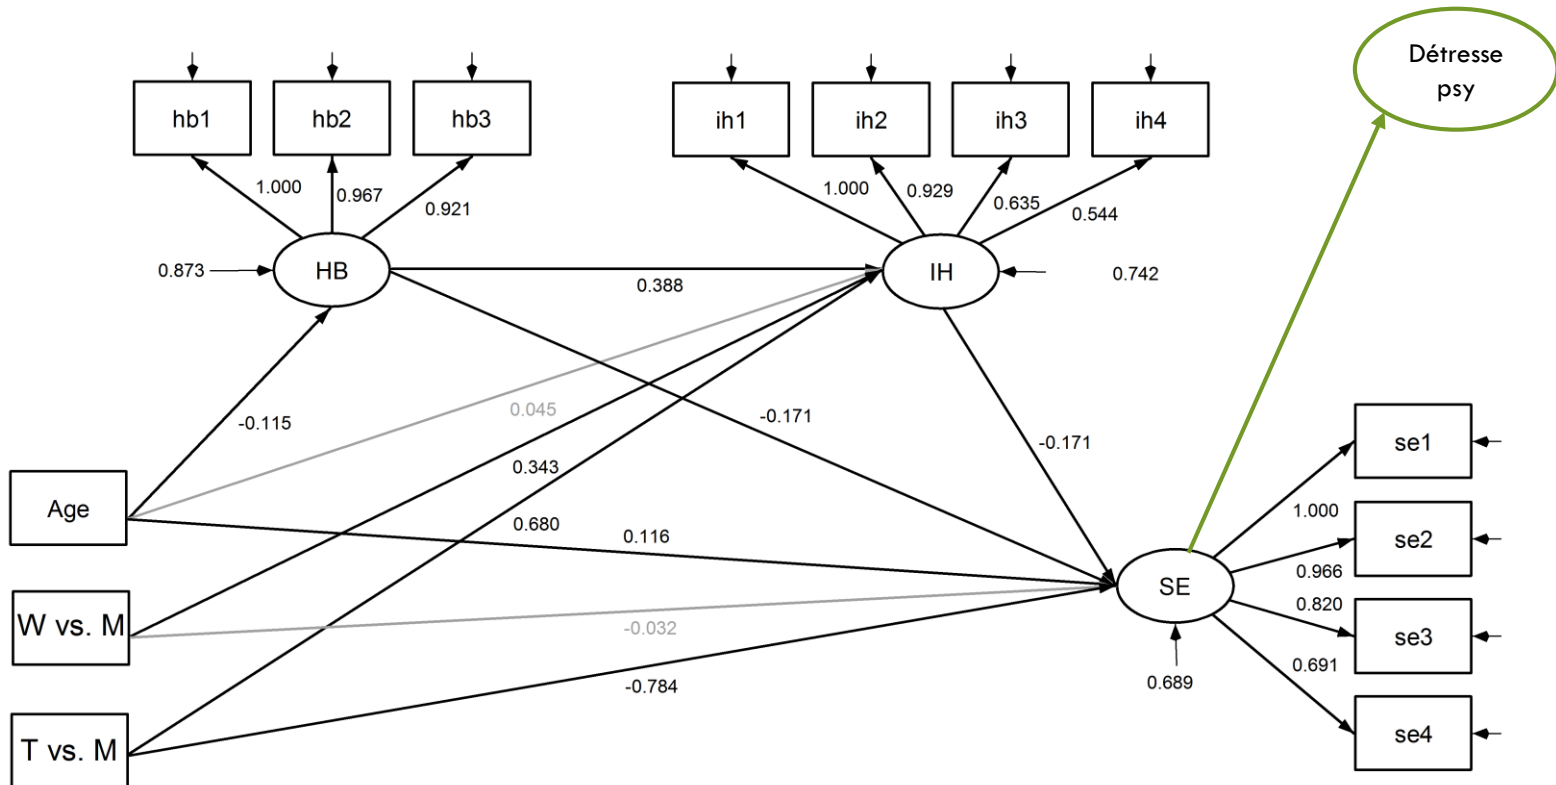 Détresse
psy
hb1
hb2
hb3
ih1
ih2
ih3
ih4
1.000
0.967
0.921
1.000
0.929
0.635
0.544
0.873
HB
IH
0.742
0.388
-0.115
0.045
-0.171
-0.171
se1
0.343
Age
0.680
0.116
1.000
se2
0.966
SE
0.820
W vs. M
-0.032
se3
0.691
-0.784
0.689
T vs. M
se4